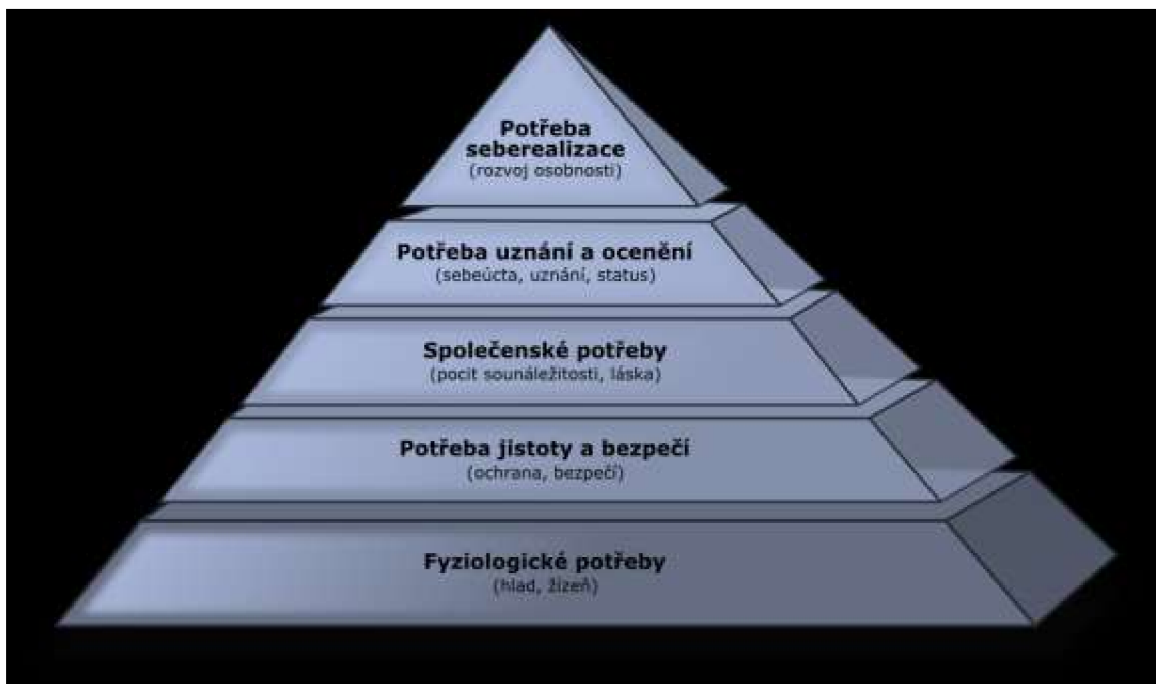 Potřeba
seberealizace
(rozvoj osobnosti)
Potřeba uznání a ocenění
(sebeúcta, uznání, status)
Společenské potřeby
(pocit sounáležitosti, láska)
Potřeba jistoty a bezpečí
(ochrana, bezpečí)
Fyziologické potřeby
(hlad, žízeň)